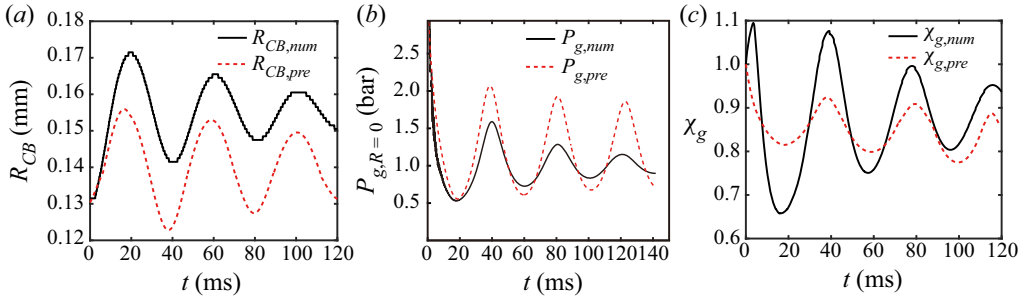 (a)
0.18
0.17
0.16
0.15
0.14
0.13
0.12
R_CB (mm)
R_CB,num
R_CB,pre
0 20 40 60 80 100 120
t (ms)
(b)
2.5
2.0
1.5
1.0
0.5
P_g,R = 0 (bar)
P_g,num
P_g,pre
0 20 40 60 80 100 120 140
t (ms)
(c)
1.1
1.0
0.9
0.8
0.7
0.6
χ_g
χ_g,num
χ_g,pre
0 20 40 60 80 100 120
t (ms)